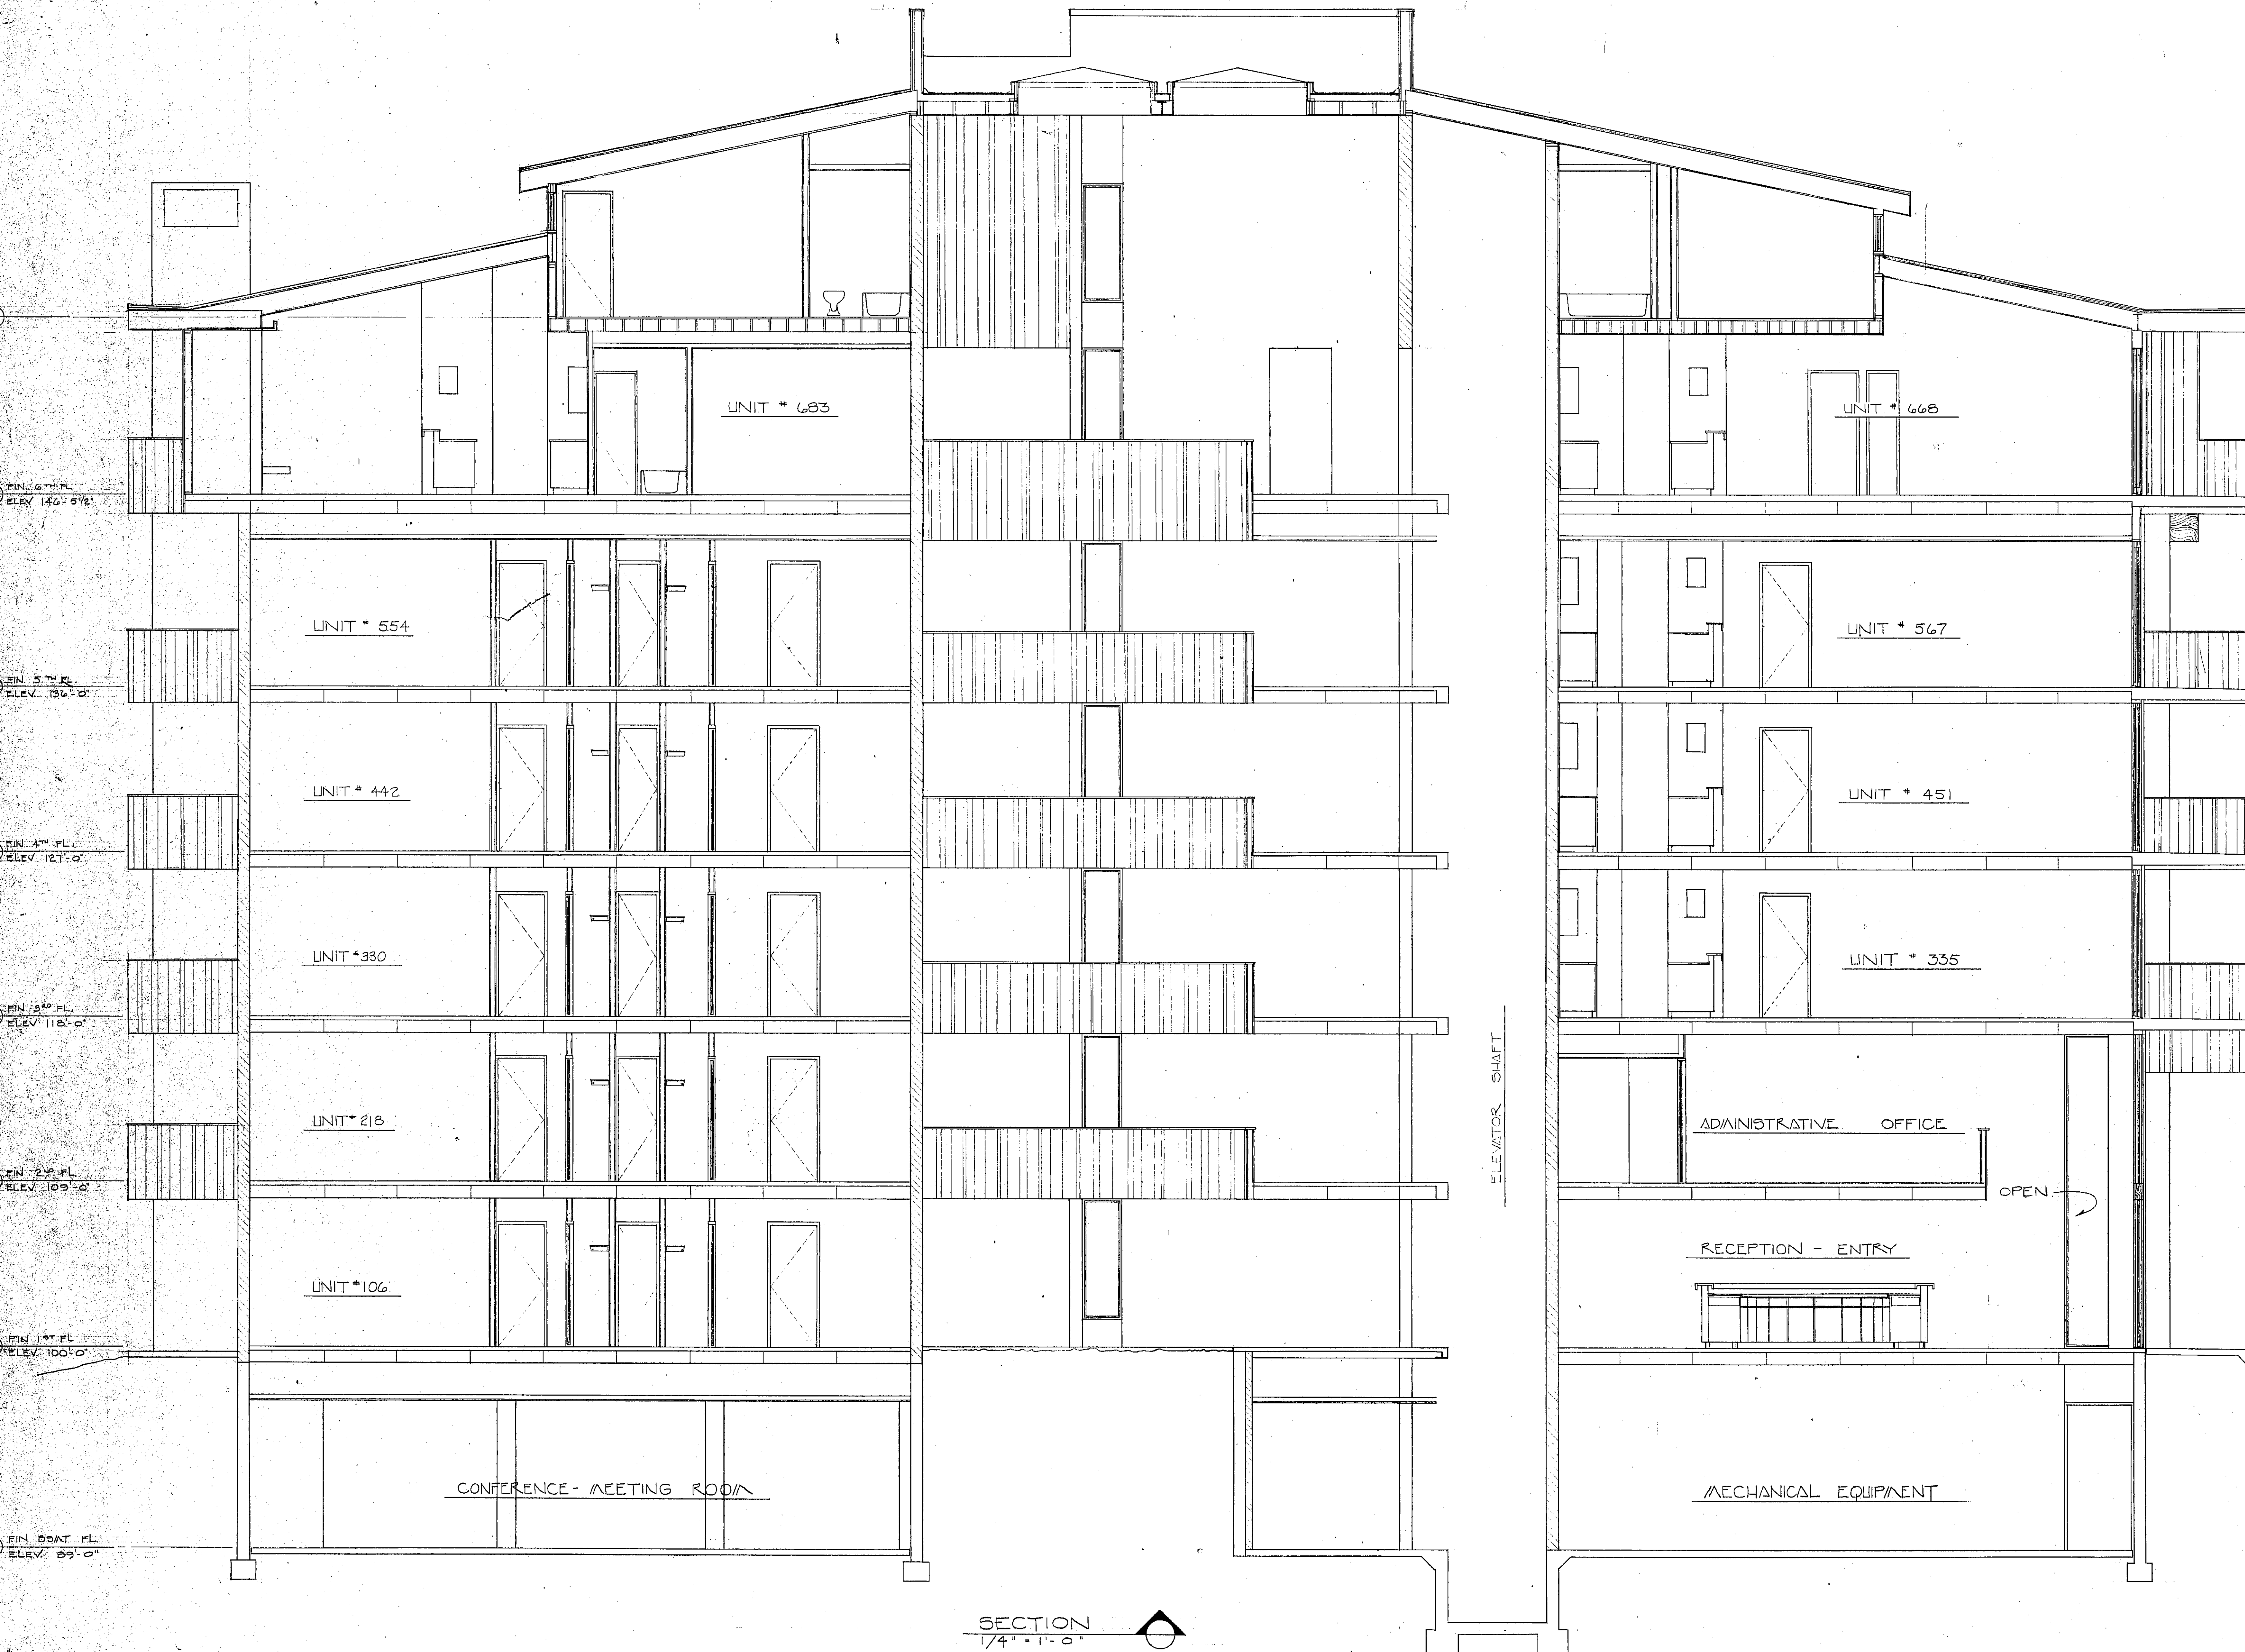 UNIT # 683
UNIT # 668
FIN. 6TH FL.
ELEV 146'-5 1/2"
UNIT # 554
UNIT # 567
FIN. 5TH FL.
ELEV. 136'-0"
UNIT # 442
UNIT # 451
FIN. 4TH FL.
ELEV 127'-0"
UNIT # 330
UNIT # 335
FIN. 3RD FL.
ELEV. 118'-0"
ELEVATOR SHAFT
UNIT # 218
ADMINISTRATIVE OFFICE
FIN. 2ND FL.
ELEV. 109'-0"
OPEN
RECEPTION - ENTRY
UNIT # 106
FIN 1ST FL
ELEV. 100'-0"
CONFERENCE - MEETING ROOM
MECHANICAL EQUIPMENT
FIN BSMT FL.
ELEV. 89'-0"
SECTION
1/4" = 1'-0"